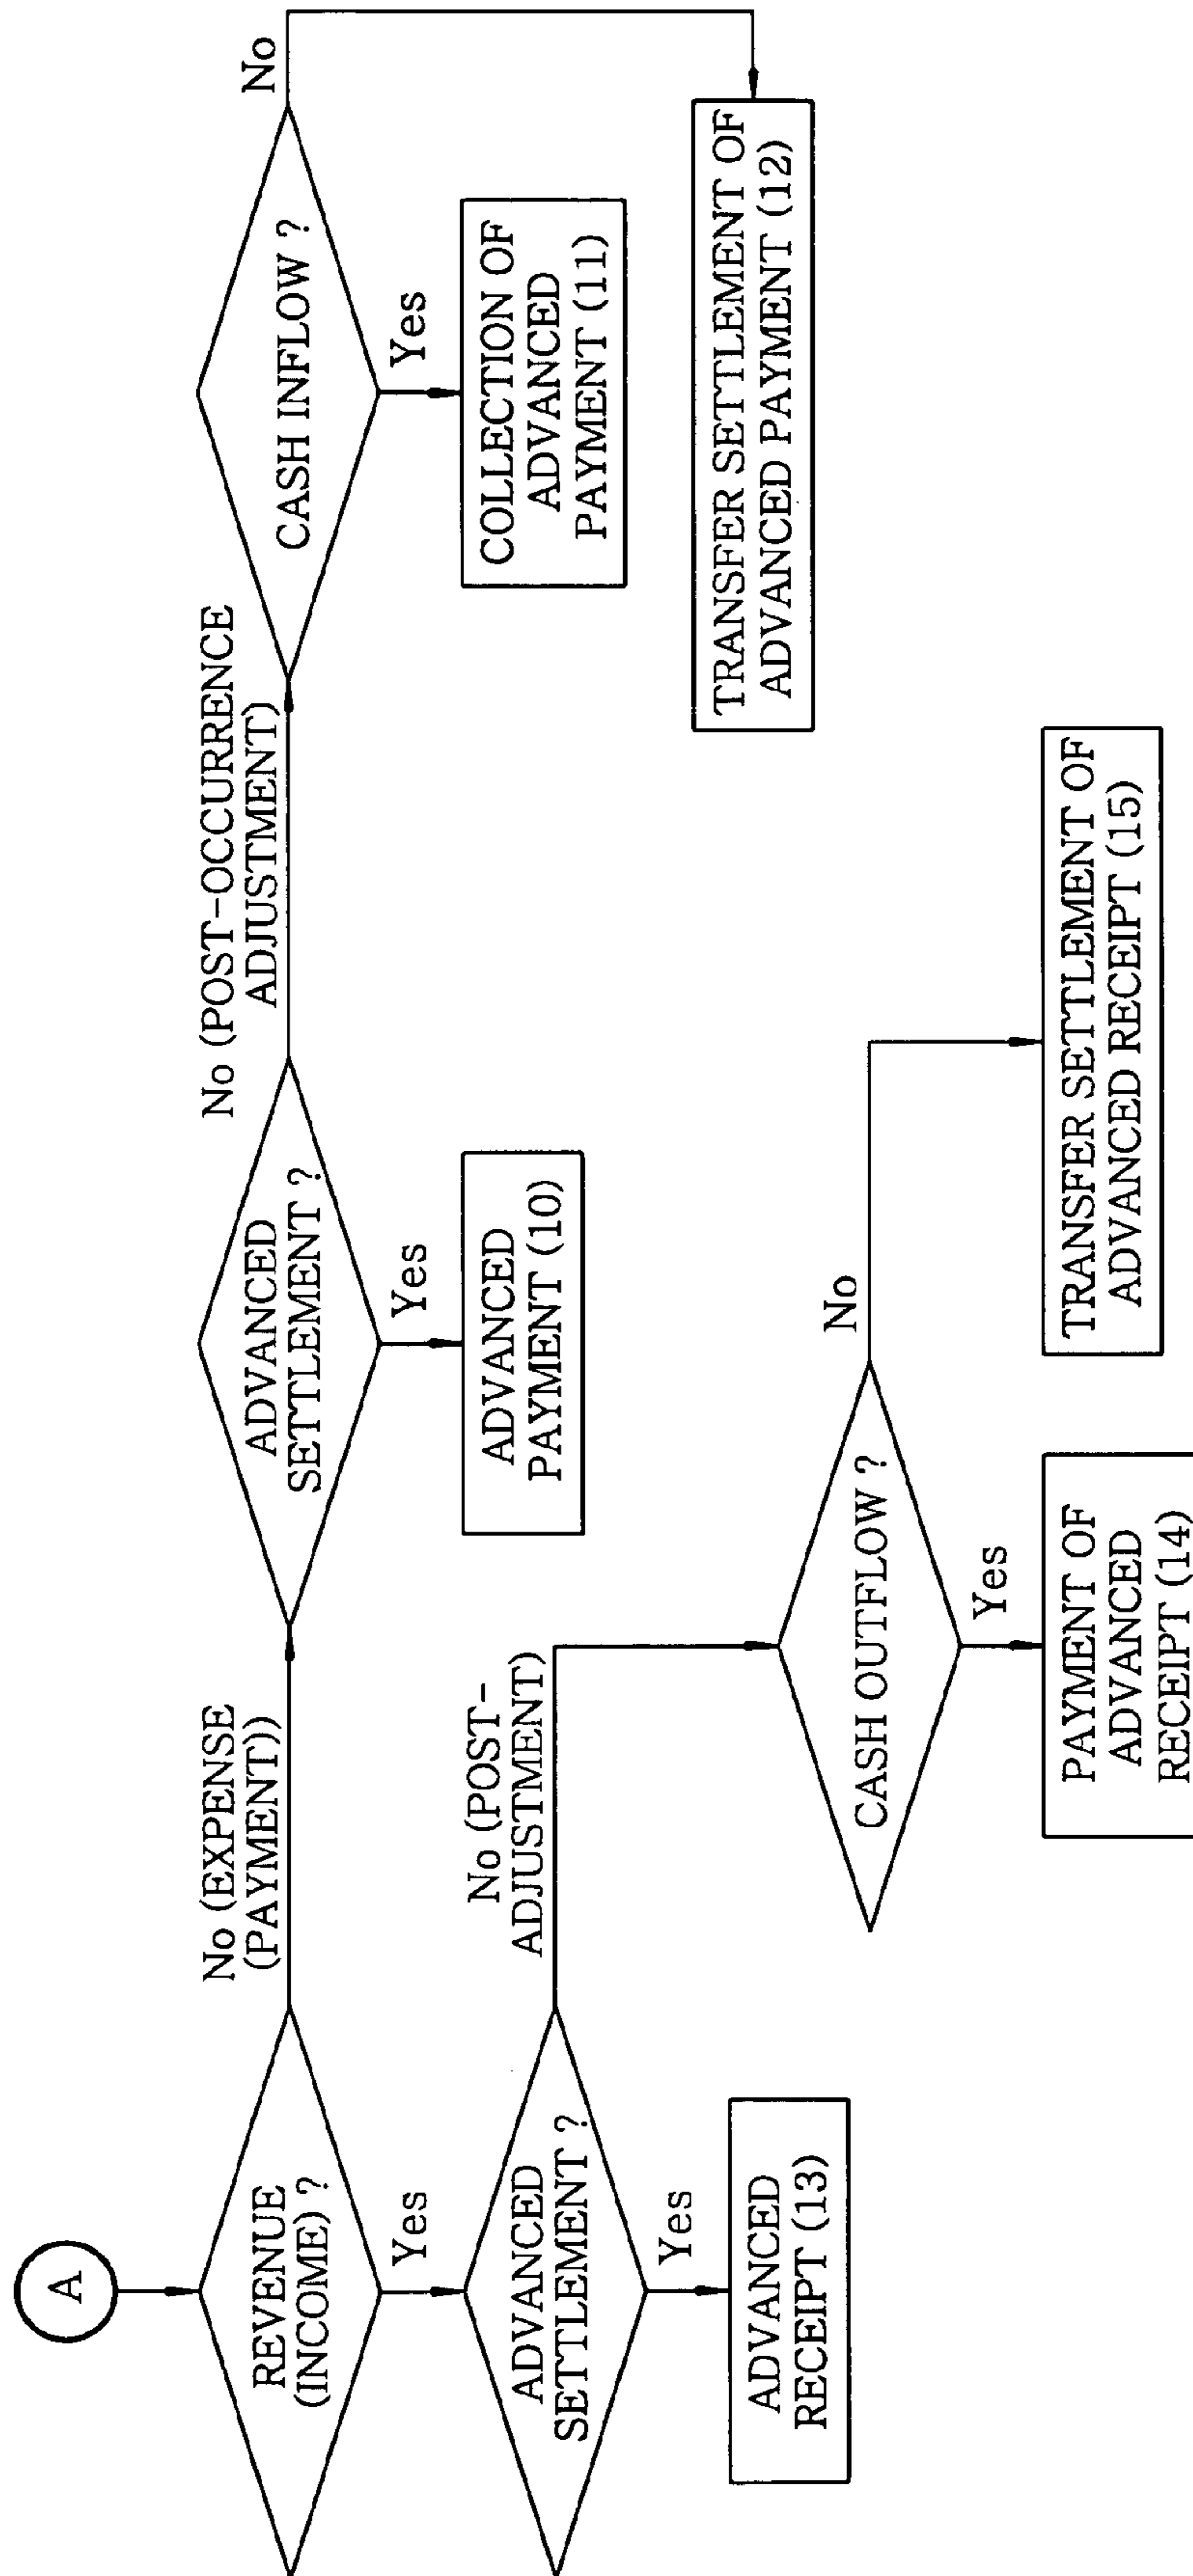 A
REVENUE
(INCOME) ?
No (EXPENSE
(PAYMENT))
ADVANCED
SETTLEMENT ?
No (POST-OCCURRENCE
ADJUSTMENT)
CASH INFLOW ?
No
Yes
ADVANCED
SETTLEMENT ?
No (POST-
ADJUSTMENT)
Yes
ADVANCED
PAYMENT (10)
Yes
COLLECTION OF
ADVANCED
PAYMENT (11)
TRANSFER SETTLEMENT OF
ADVANCED PAYMENT (12)
Yes
ADVANCED
RECEIPT (13)
CASH OUTFLOW ?
No
Yes
PAYMENT OF
ADVANCED
RECEIPT (14)
TRANSFER SETTLEMENT OF
ADVANCED RECEIPT (15)